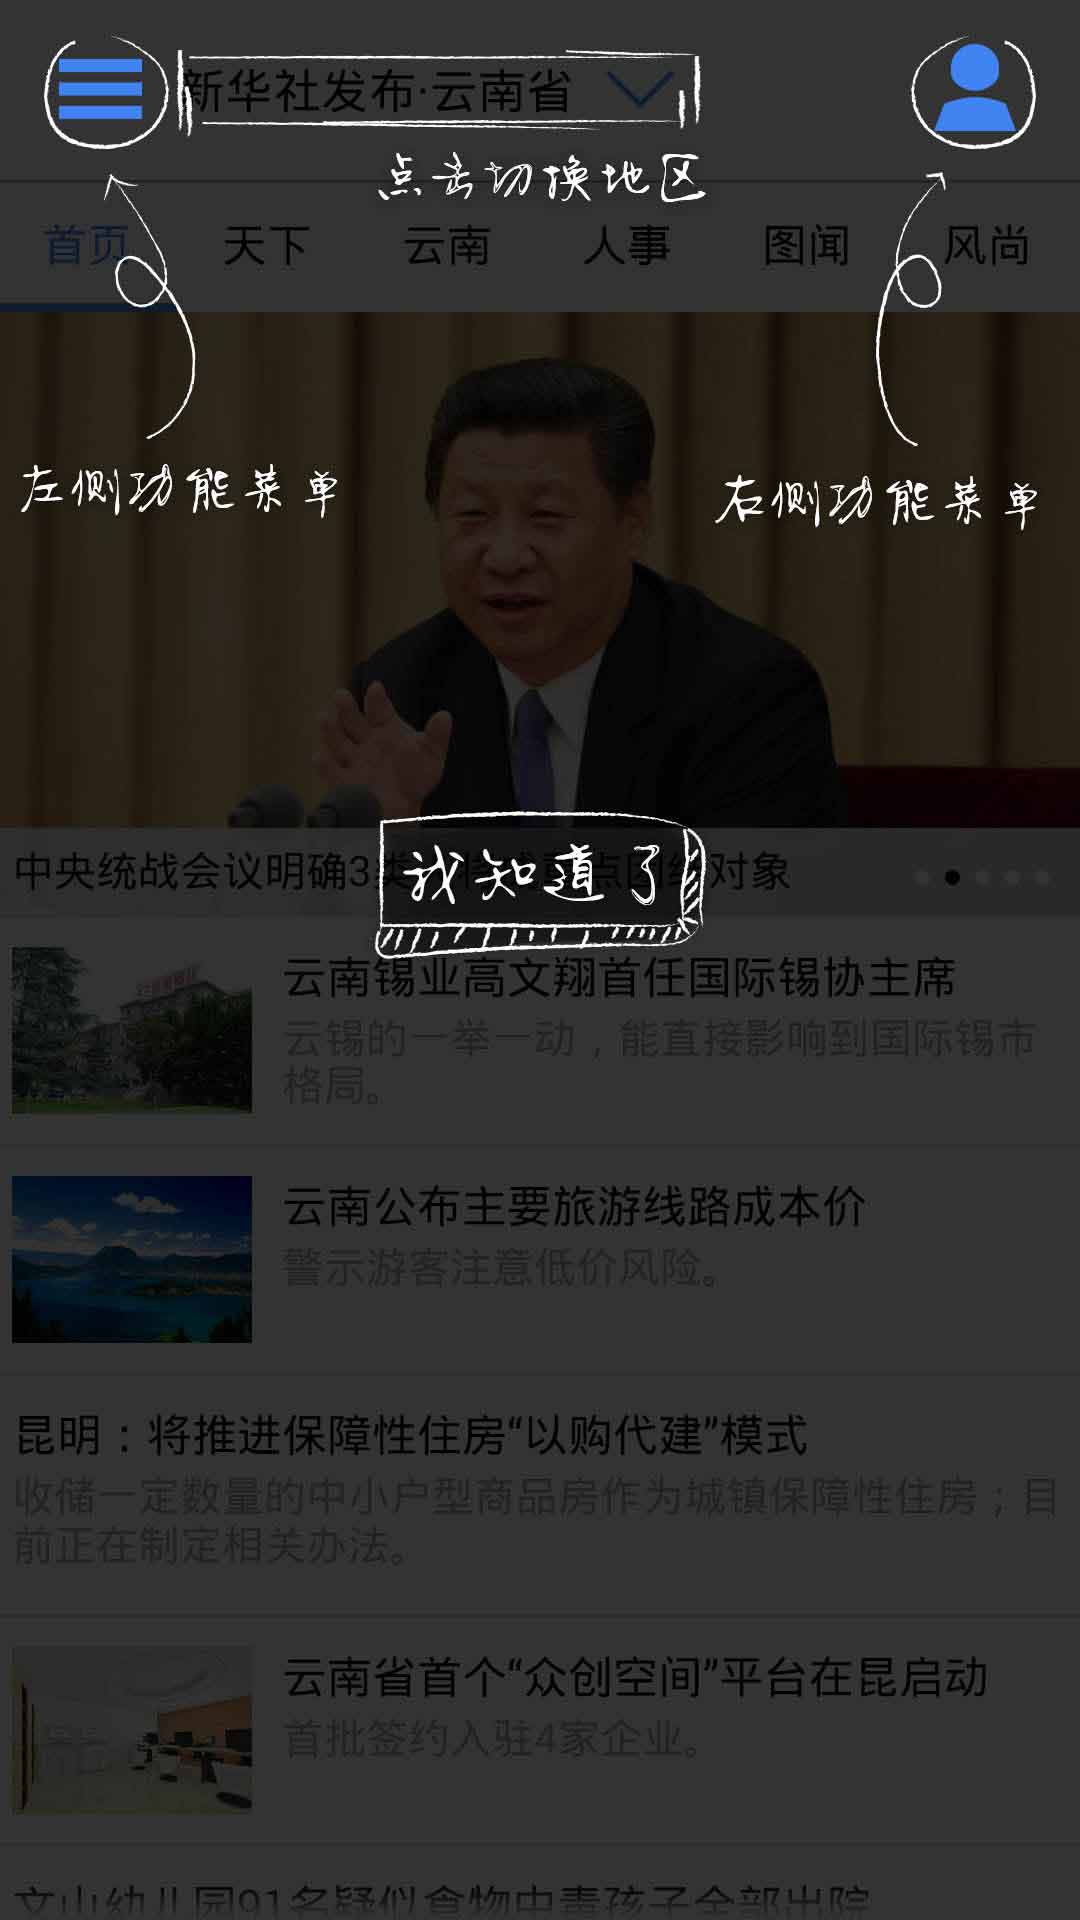 新华社发布·云南省
点击切换地区
首页 天下 云南 人事 图闻 风尚
左侧功能菜单
右侧功能菜单
中央统战会议明确3类 对象
我知道了
云南锡业高文翔首任国际锡协主席
云锡的一举一动，能直接影响到国际锡市
格局。
云南公布主要旅游线路成本价
警示游客注意低价风险。
昆明：将推进保障性住房“以购代建”模式
收储一定数量的中小户型商品房作为城镇保障性住房；目
前正在制定相关办法。
云南省首个“众创空间”平台在昆启动
首批签约入驻4家企业。
文山幼儿园91名疑似食物中毒孩子全部出院